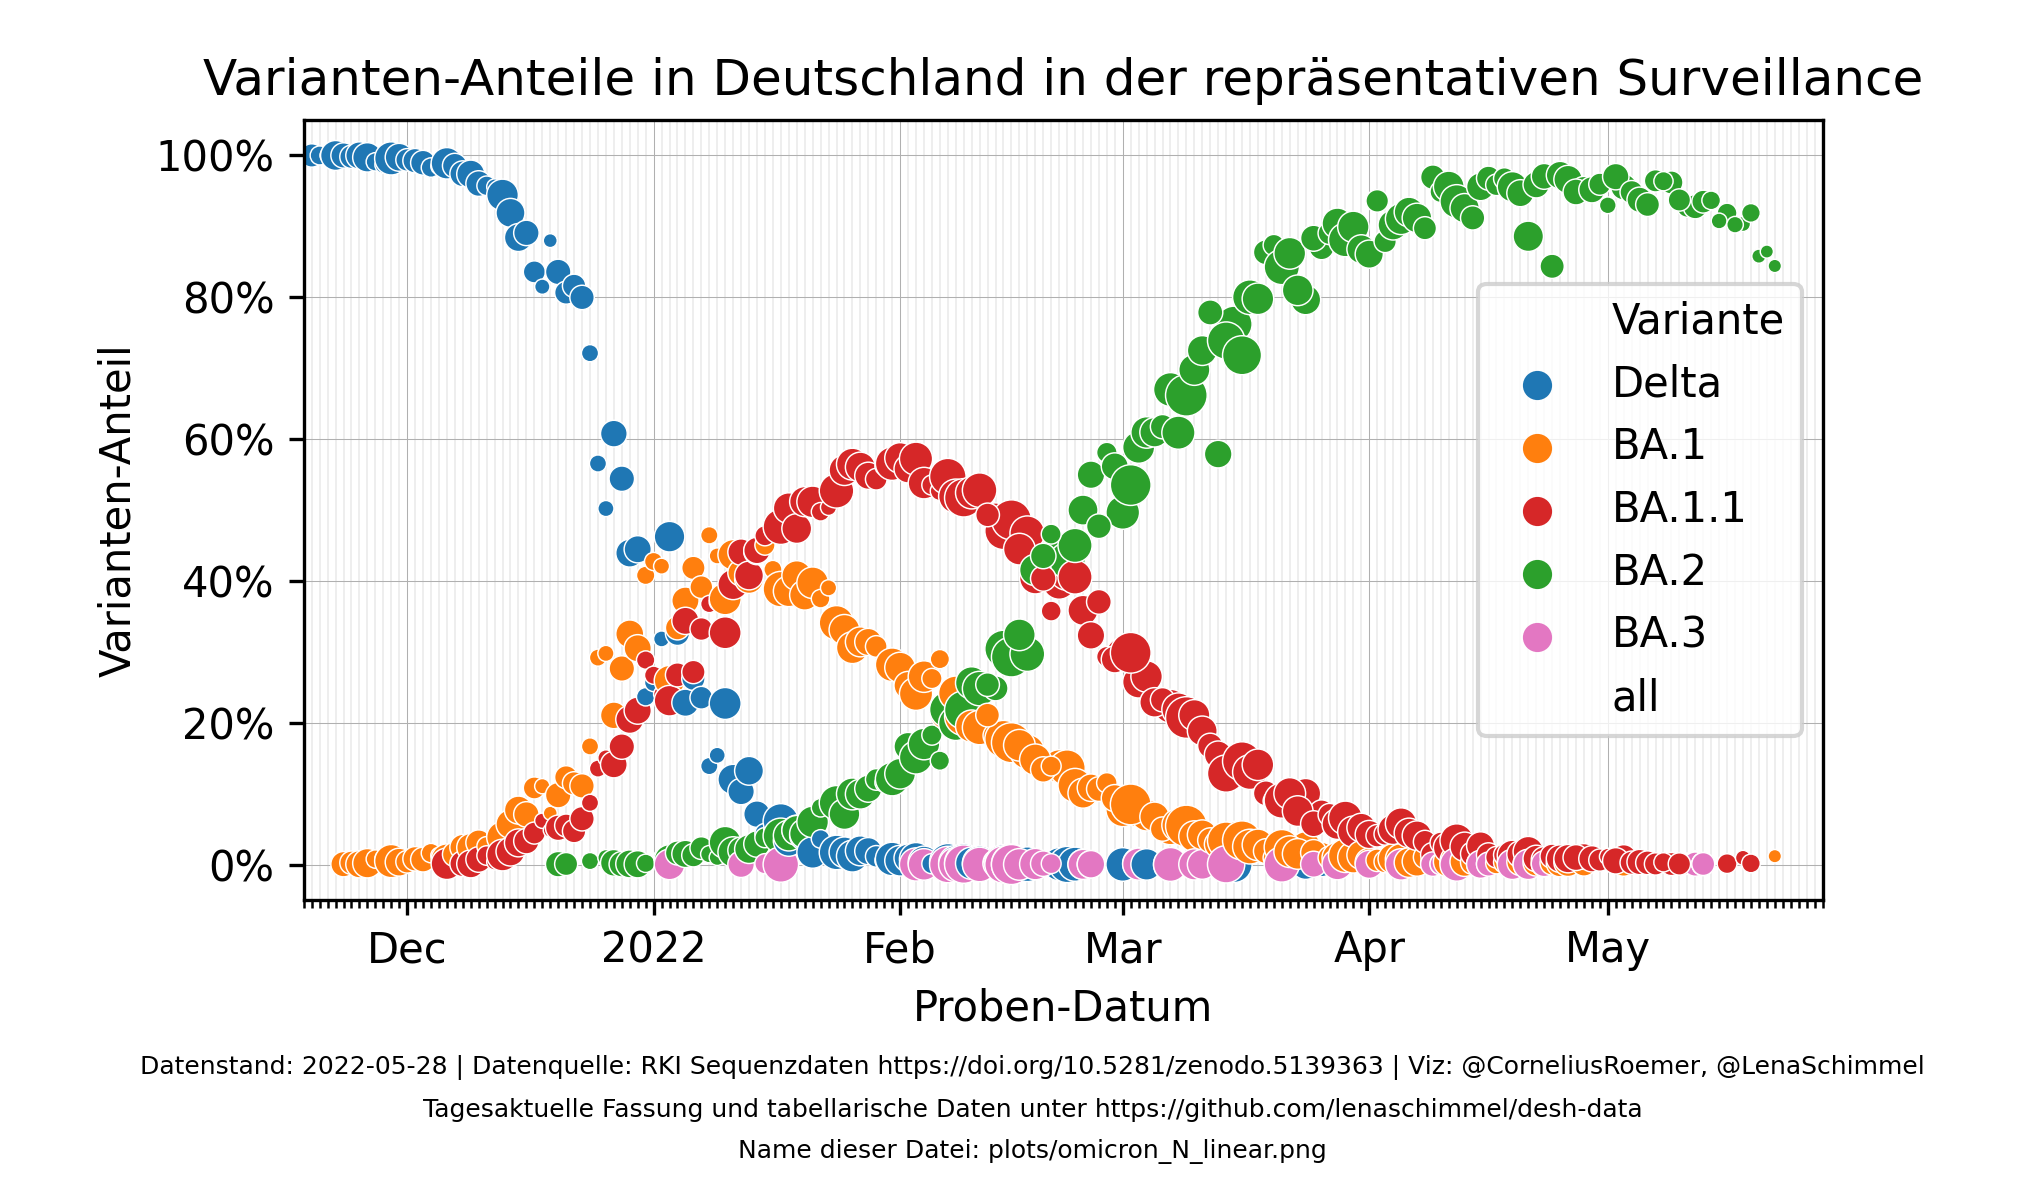 Varianten-Anteile in Deutschland in der repräsentativen Surveillance
Varianten-Anteil
100%
80%
60%
40%
20%
0%
Variante
Delta
BA.1
BA.1.1
BA.2
BA.3
all
Dec
2022
Feb
Mar
Apr
May
Proben-Datum
Datenstand: 2022-05-28 | Datenquelle: RKI Sequenzdaten https://doi.org/10.5281/zenodo.5139363 | Viz: @CorneliusRoemer, @LenaSchimmel
Tagesaktuelle Fassung und tabellarische Daten unter https://github.com/lenaschimmel/desh-data
Name dieser Datei: plots/omicron_N_linear.png